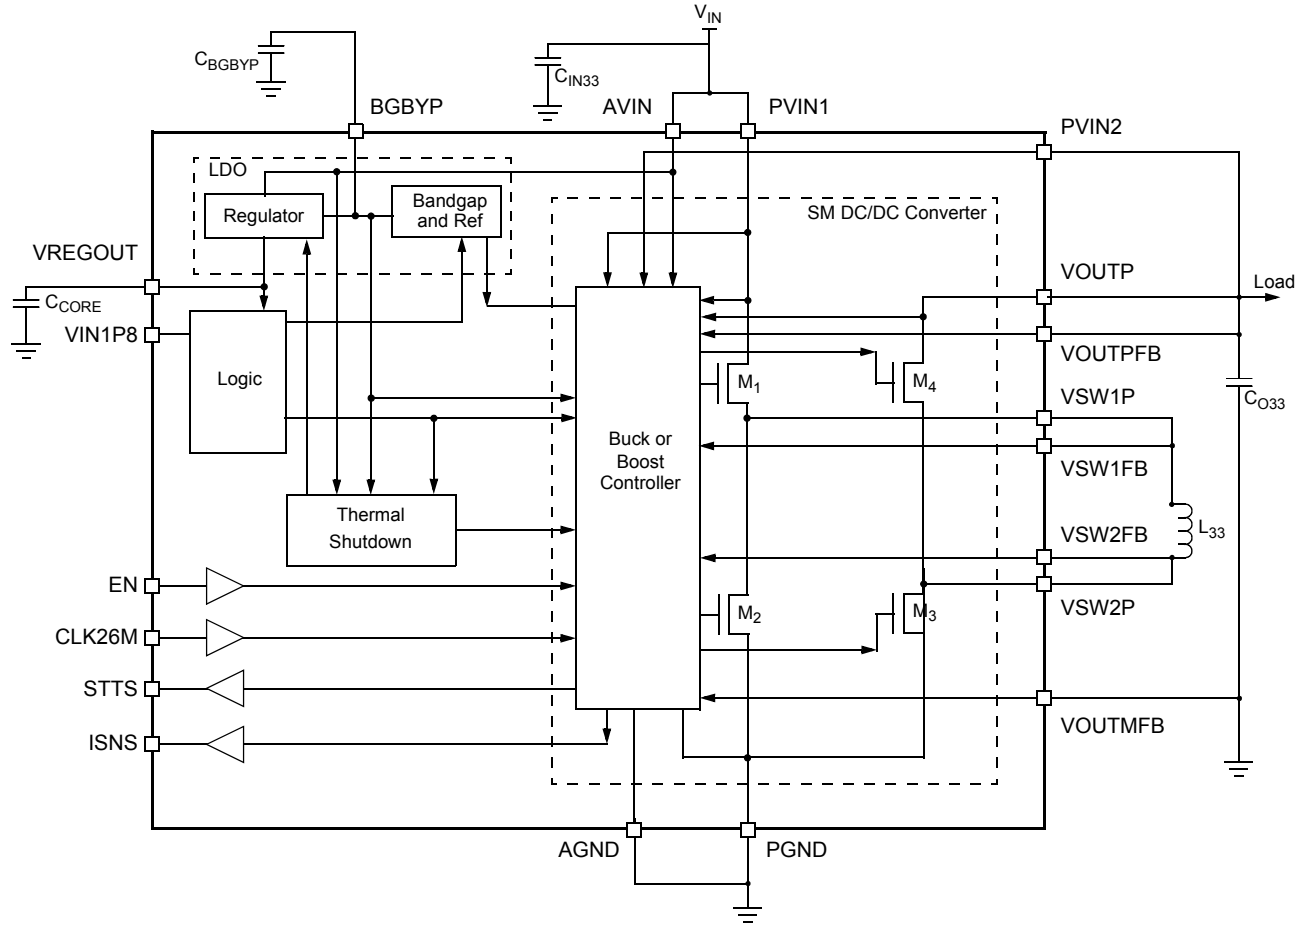 V_IN
C_BGBYP
C_IN33
BGBYP
AVIN
PVIN1
PVIN2
LDO
Regulator
Bandgap
and Ref
SM DC/DC Converter
VREGOUT
C_CORE
VIN1P8
Logic
VOUTP
Load
VOUTPFB
M_1
M_4
VSW1P
C_O33
Buck or
Boost
Controller
VSW1FB
Thermal
Shutdown
VSW2FB
L_33
EN
VSW2P
M_2
M_3
CLK26M
STTS
ISNS
VOUTMFB
AGND
PGND